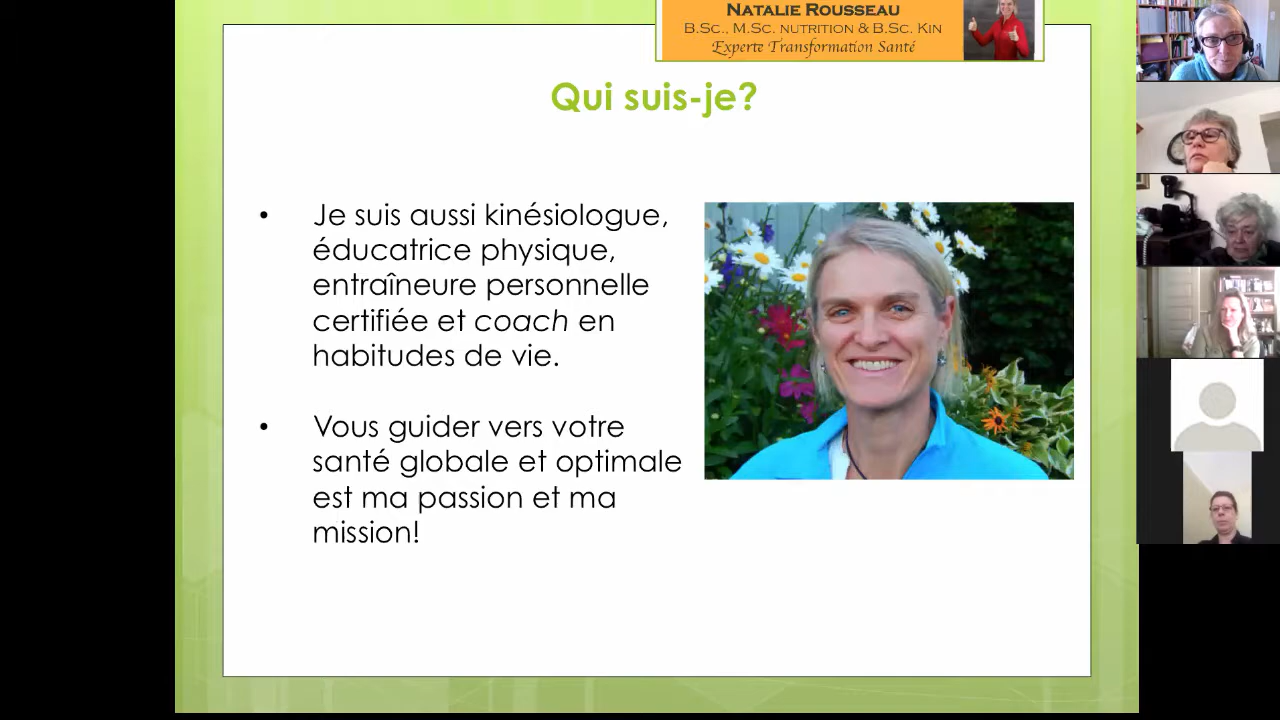 NATALIE ROUSSEAU
B.SC., M.SC. NUTRITION & B.SC. KIN
Experte Transformation Santé
Qui suis-je?
• Je suis aussi kinésiologue,
éducatrice physique,
entraîneure personnelle
certifiée et coach en
habitudes de vie.
• Vous guider vers votre
santé globale et optimale
est ma passion et ma
mission!